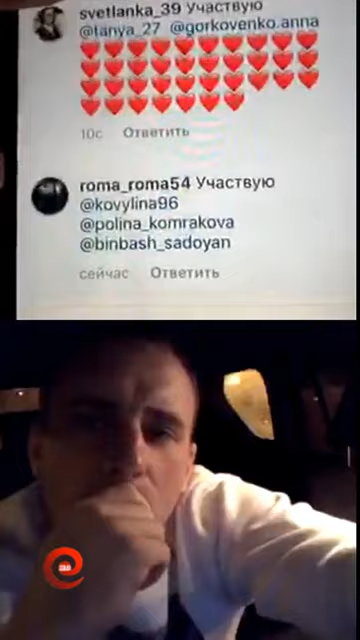 svetlanka_39 Участвую
@tanya_27 @gorkovenko.anna
10с Ответить
roma_roma54 Участвую
@kovylina96
@polina_komrakova
@binbash_sadoyan
сейчас Ответить